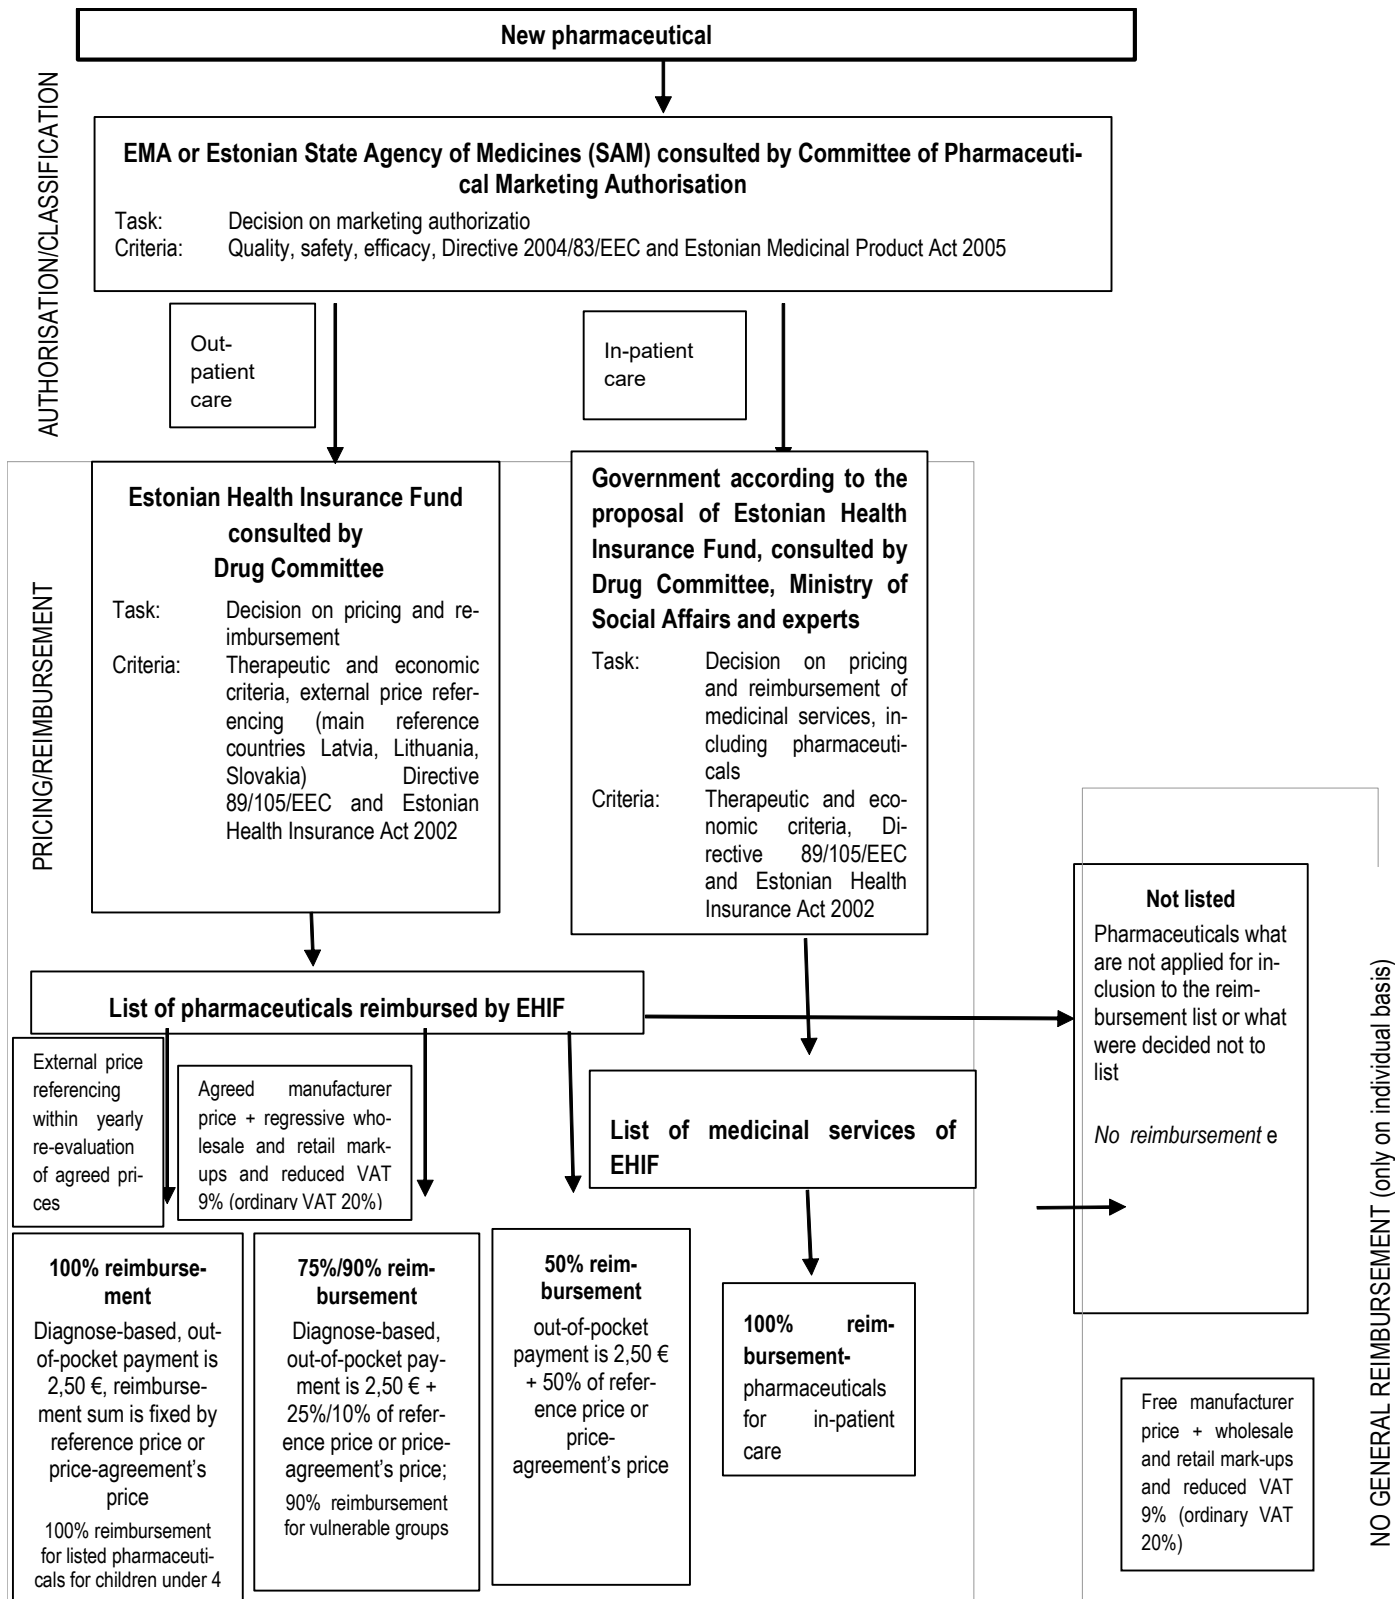 New pharmaceutical
AUTHORISATION/CLASSIFICATION
EMA or Estonian State Agency of Medicines (SAM) consulted by Committee of Pharmaceuti-
cal Marketing Authorisation
Task: Decision on marketing authorizatio
Criteria: Quality, safety, efficacy, Directive 2004/83/EEC and Estonian Medicinal Product Act 2005
Out-
patient
care
In-patient
care
PRICING/REIMBURSEMENT
Estonian Health Insurance Fund
consulted by
Drug Committee
Task: Decision on pricing and re-
imbursement
Criteria: Therapeutic and economic
criteria, external price refer-
encing (main reference
countries Latvia, Lithuania,
Slovakia) Directive
89/105/EEC and Estonian
Health Insurance Act 2002
Government according to the
proposal of Estonian Health
Insurance Fund, consulted by
Drug Committee, Ministry of
Social Affairs and experts
Task: Decision on pricing
and reimbursement of
medicinal services, in-
cluding pharmaceuti-
cals
Criteria: Therapeutic and eco-
nomic criteria, Di-
rective 89/105/EEC
and Estonian Health
Insurance Act 2002
Not listed
Pharmaceuticals what
are not applied for in-
clusion to the reim-
bursement list or what
were decided not to
list
No reimbursement e
NO GENERAL REIMBURSEMENT (only on individual basis)
List of pharmaceuticals reimbursed by EHIF
External price
referencing
within yearly
re-evaluation
of agreed pri-
ces
Agreed manufacturer
price + regressive who-
lesale and retail mark-
ups and reduced VAT
9% (ordinary VAT 20%)
List of medicinal services of
EHIF
100% reimburse-
ment
Diagnose-based, out-
of-pocket payment is
2,50 €, reimburse-
ment sum is fixed by
reference price or
price-agreement’s
price
100% reimbursement
for listed pharmaceuti-
cals for children under 4
75%/90% reim-
bursement
Diagnose-based,
out-of-pocket pay-
ment is 2,50 € +
25%/10% of refer-
ence price or price-
agreement’s price;
90% reimbursement
for vulnerable groups
50% reim-
bursement
out-of-pocket
payment is 2,50 €
+ 50% of refer-
ence price or
price-
agreement’s price
100% reim-
bursement-
pharmaceuticals
for in-patient
care
Free manufacturer
price + wholesale
and retail mark-ups
and reduced VAT
9% (ordinary VAT
20%)